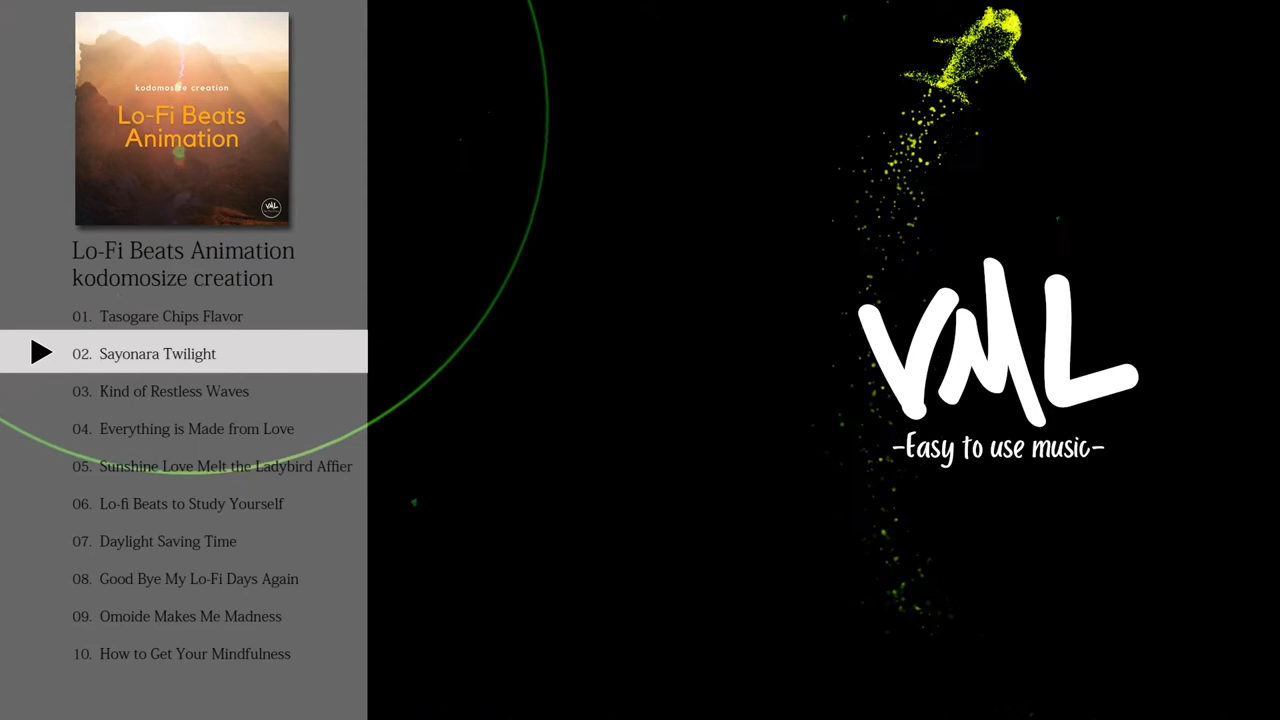 kodomosize creation
Lo-Fi Beats
Animation
VML
Lo-Fi Beats Animation
kodomosize creation
01. Tasogare Chips Flavor
02. Sayonara Twilight
03. Kind of Restless Waves
04. Everything is Made from Love
05. Sunshine Love Melt the Ladybird Affier
06. Lo-fi Beats to Study Yourself
07. Daylight Saving Time
08. Good Bye My Lo-Fi Days Again
09. Omoide Makes Me Madness
10. How to Get Your Mindfulness
VML
-Easy to use music-